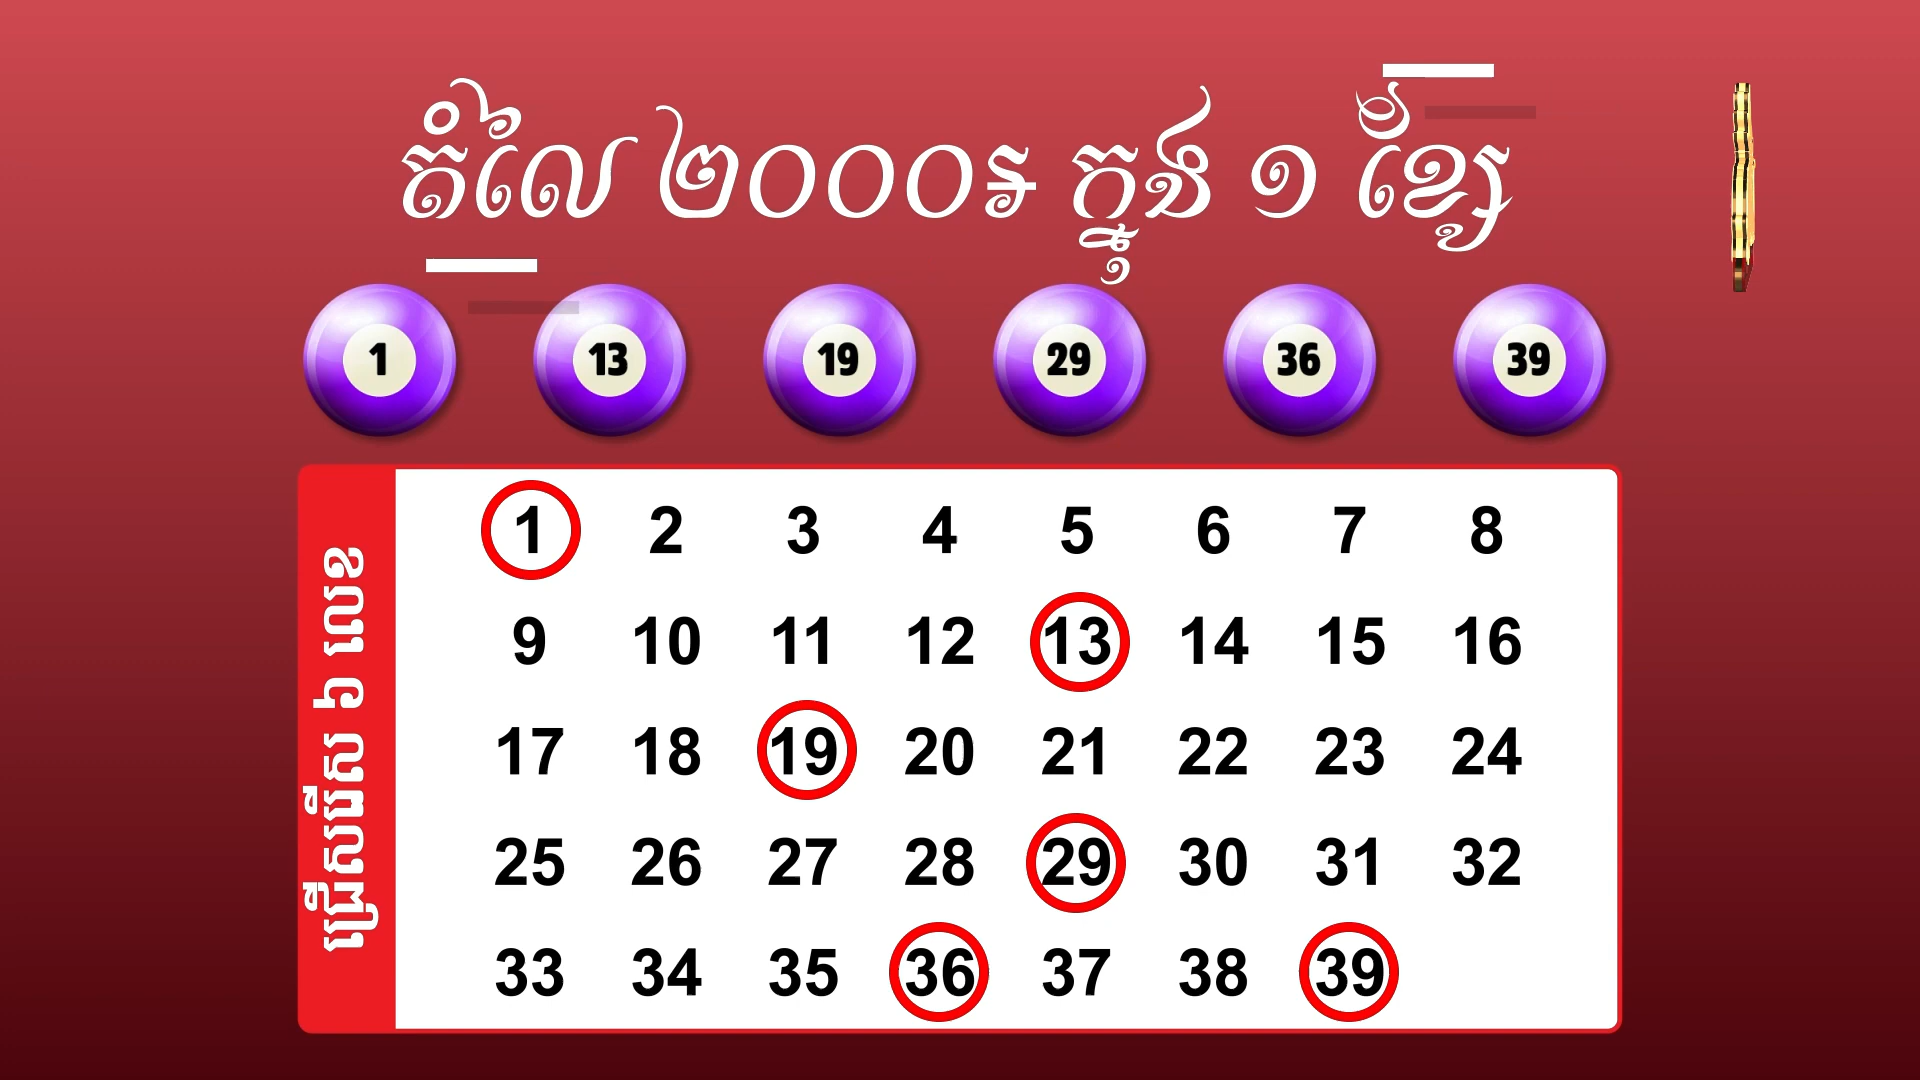 តំលៃ ២០០០៛ ក្នុង ១ ខ្សែ
1 13 19 29 36 39
ជ្រើសរើស ៦ លេខ
1 2 3 4 5 6 7 8
9 10 11 12 13 14 15 16
17 18 19 20 21 22 23 24
25 26 27 28 29 30 31 32
33 34 35 36 37 38 39